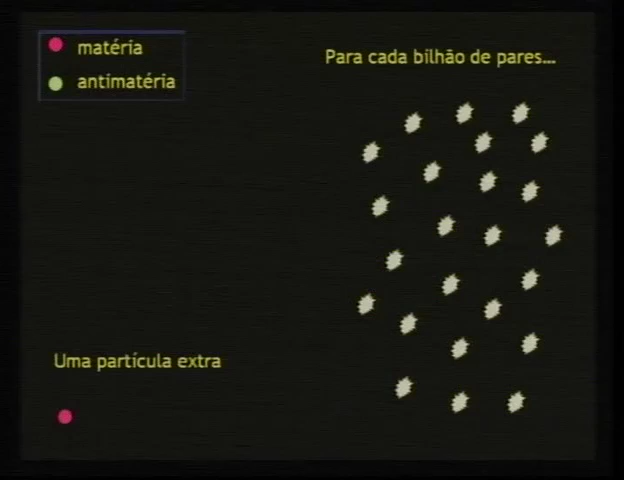 matéria
antimatéria
Para cada bilhão de pares...
Uma partícula extra